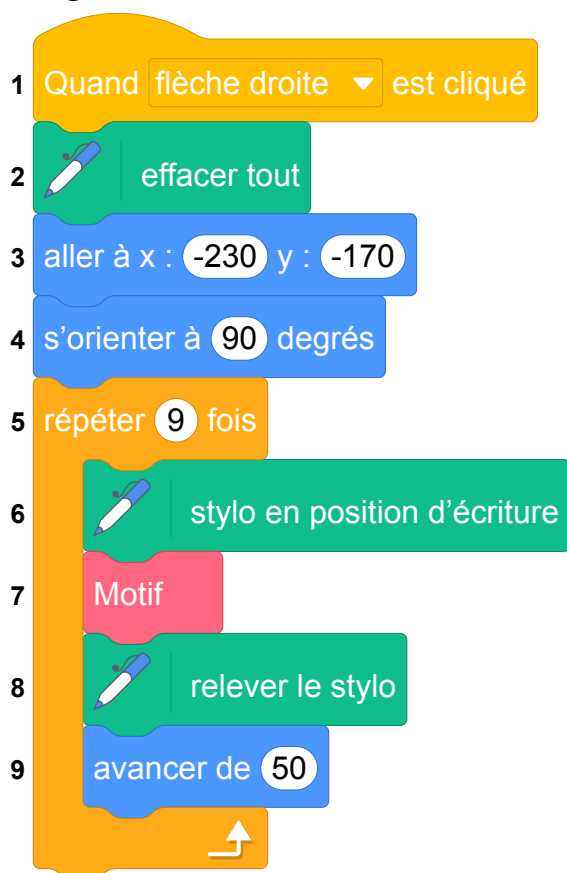 1 Quand flèche droite est cliqué
2 effacer tout
3 aller à x : -230 y : -170
4 s’orienter à 90 degrés
5 répéter 9 fois
6 stylo en position d’écriture
7 Motif
8 relever le stylo
9 avancer de 50